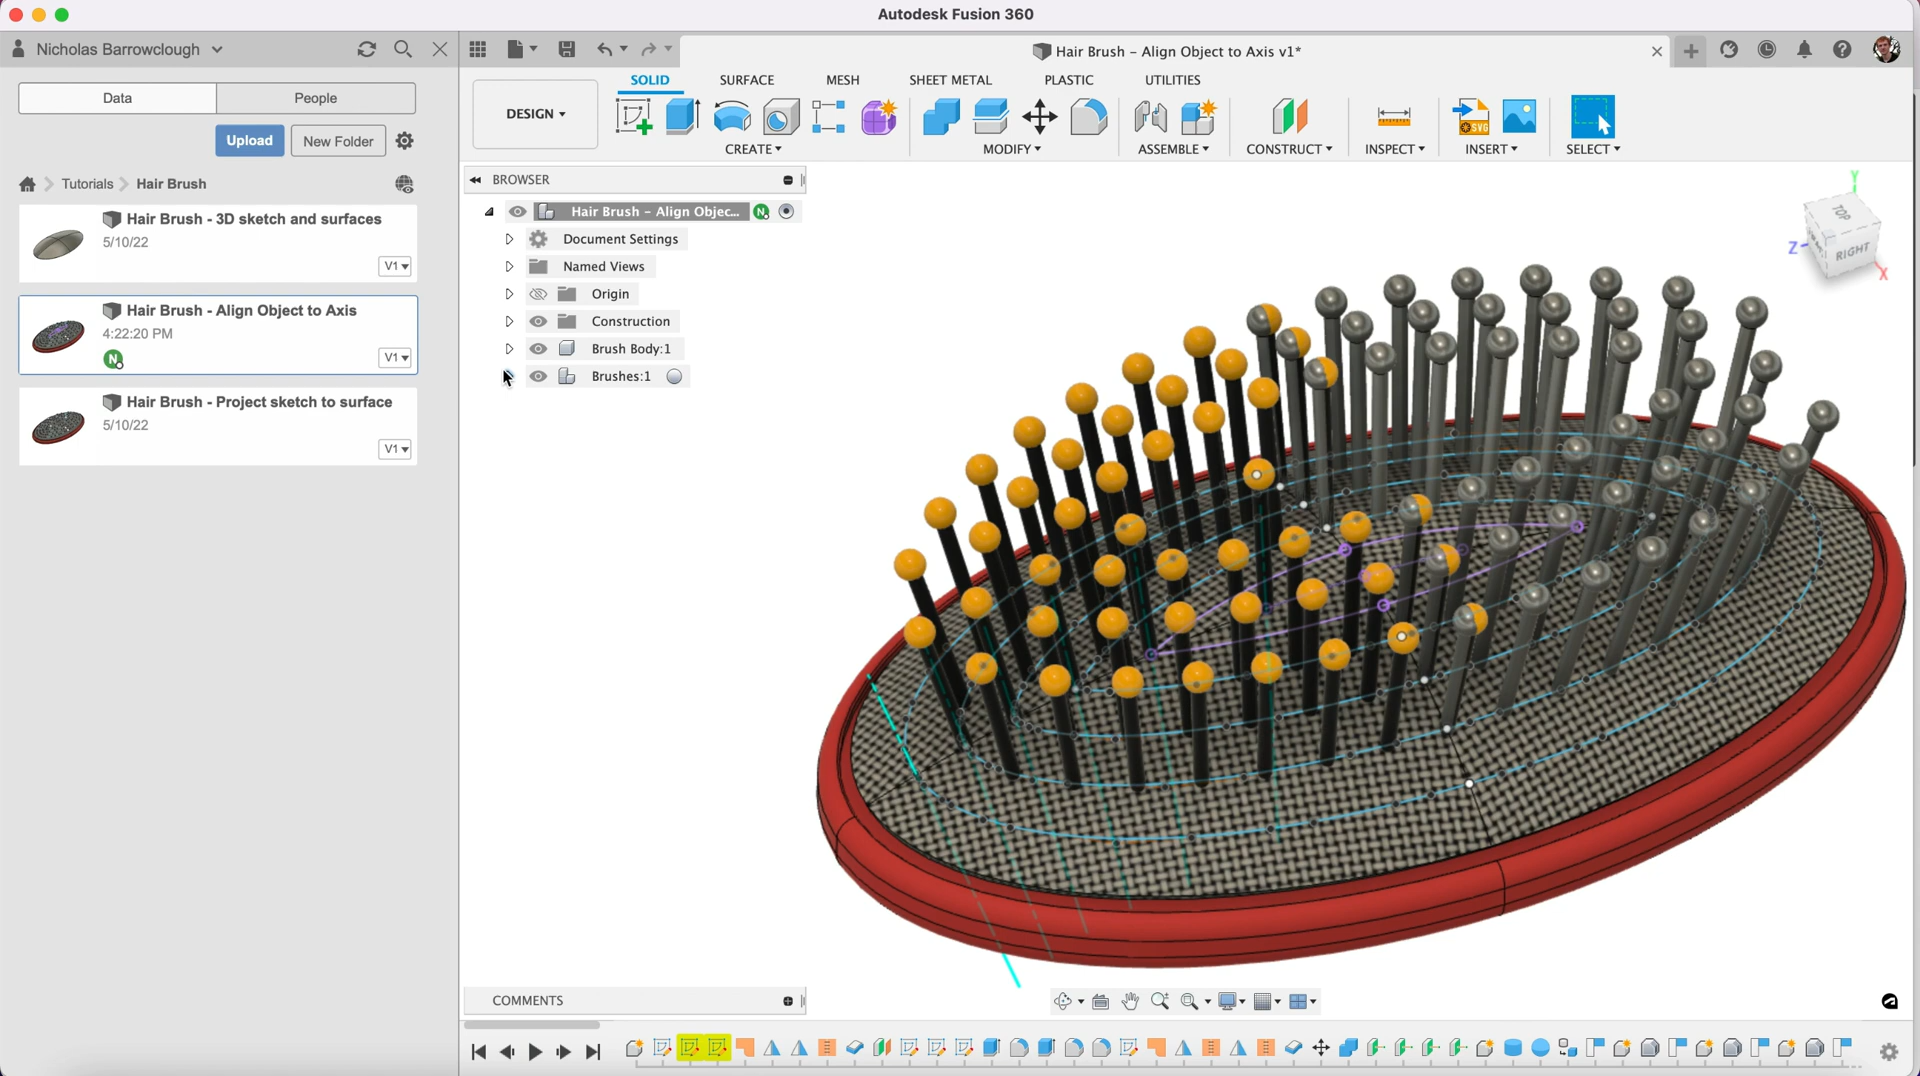 Autodesk Fusion 360
Nicholas Barrowclough
Hair Brush – Align Object to Axis v1*
Data
People
Upload
New Folder
Tutorials
Hair Brush
Hair Brush - 3D sketch and surfaces
5/10/22
V1
Hair Brush - Align Object to Axis
4:22:20 PM
N
V1
Hair Brush - Project sketch to surface
5/10/22
V1
DESIGN
SOLID
SURFACE
MESH
SHEET METAL
PLASTIC
UTILITIES
CREATE
MODIFY
ASSEMBLE
CONSTRUCT
INSPECT
SVG
INSERT
SELECT
BROWSER
Hair Brush – Align Objec...
N
Document Settings
Named Views
Origin
Construction
Brush Body:1
Brushes:1
Y
TOP
Z
RIGHT
X
COMMENTS